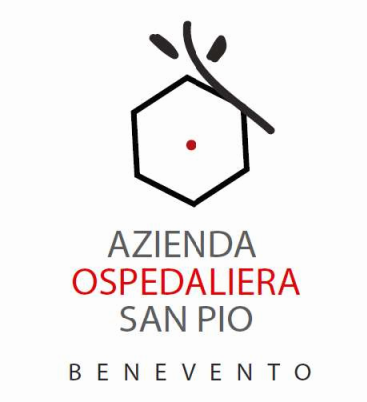 AZIENDA
OSPEDALIERA
SAN PIO
BENEVENTO